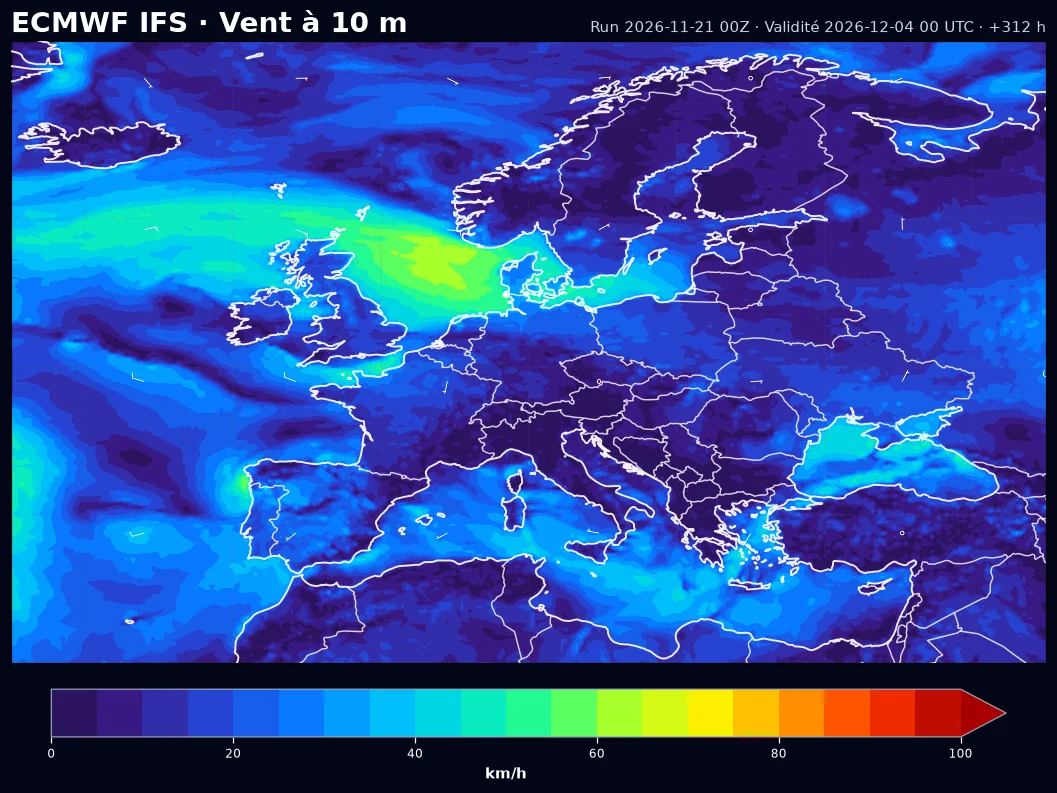 ECMWF IFS · Vent à 10 m
Run 2026-11-21 00Z · Validité 2026-12-04 00 UTC · +312 h
0 20 40 60 80 100
km/h